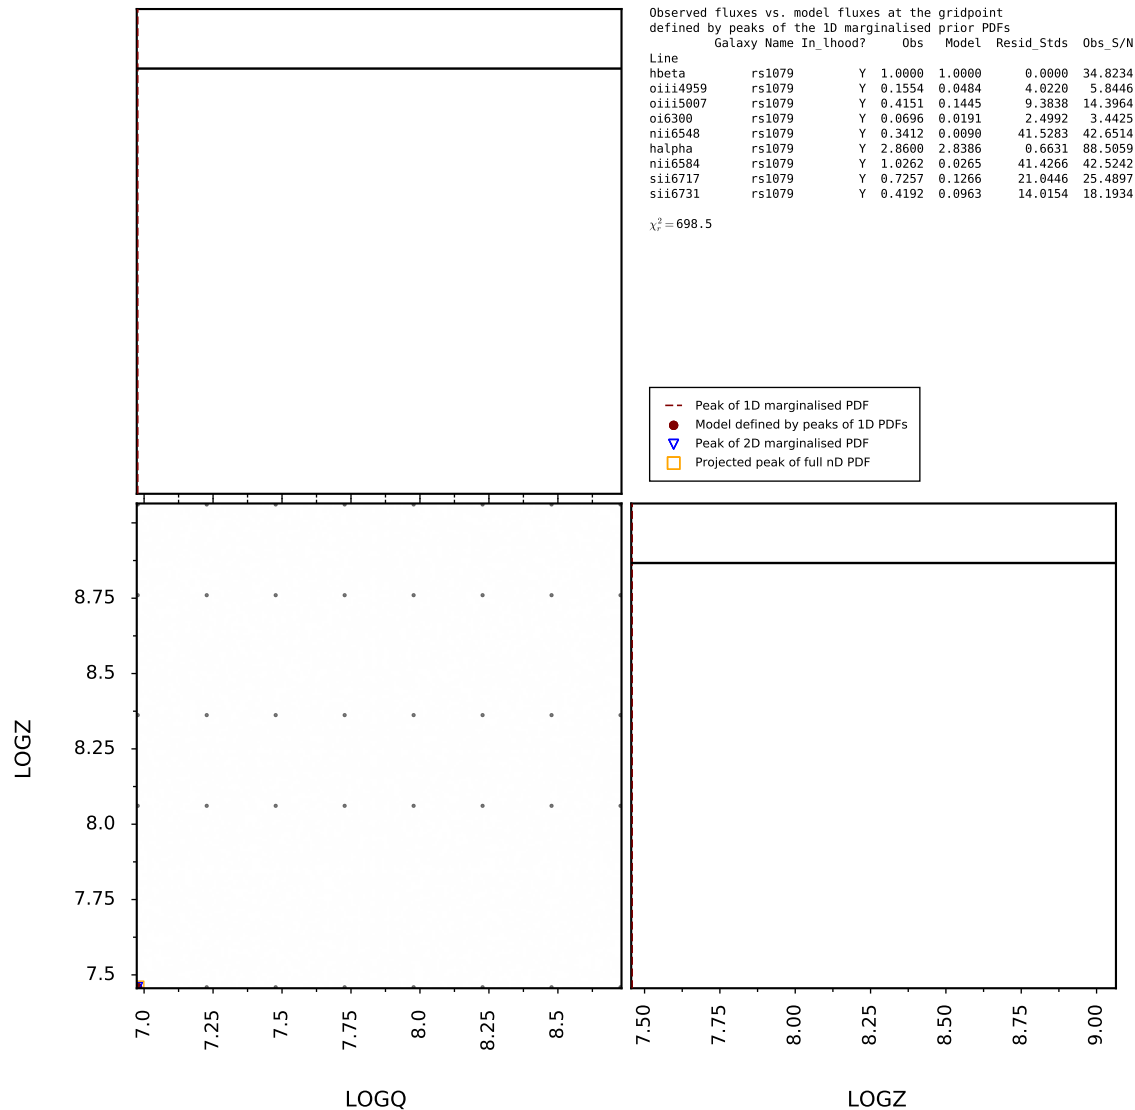 Observed fluxes vs. model fluxes at the gridpoint
defined by peaks of the 1D marginalised prior PDFs
Galaxy Name In_lhood? Obs Model Resid_Stds Obs_S/N
Line
hbeta rs1079 Y 1.0000 1.0000 0.0000 34.8234
oiii4959 rs1079 Y 0.1554 0.0484 4.0220 5.8446
oiii5007 rs1079 Y 0.4151 0.1445 9.3838 14.3964
oi6300 rs1079 Y 0.0696 0.0191 2.4992 3.4425
nii6548 rs1079 Y 0.3412 0.0090 41.5283 42.6514
halpha rs1079 Y 2.8600 2.8386 0.6631 88.5059
nii6584 rs1079 Y 1.0262 0.0265 41.4266 42.5242
sii6717 rs1079 Y 0.7257 0.1266 21.0446 25.4897
sii6731 rs1079 Y 0.4192 0.0963 14.0154 18.1934
χ²ᵣ = 698.5
Peak of 1D marginalised PDF
Model defined by peaks of 1D PDFs
Peak of 2D marginalised PDF
Projected peak of full nD PDF
8.75
8.5
8.25
8.0
7.75
7.5
LOGZ
7.0 7.25 7.5 7.75 8.0 8.25 8.5
LOGQ
7.50 7.75 8.00 8.25 8.50 8.75 9.00
LOGZ